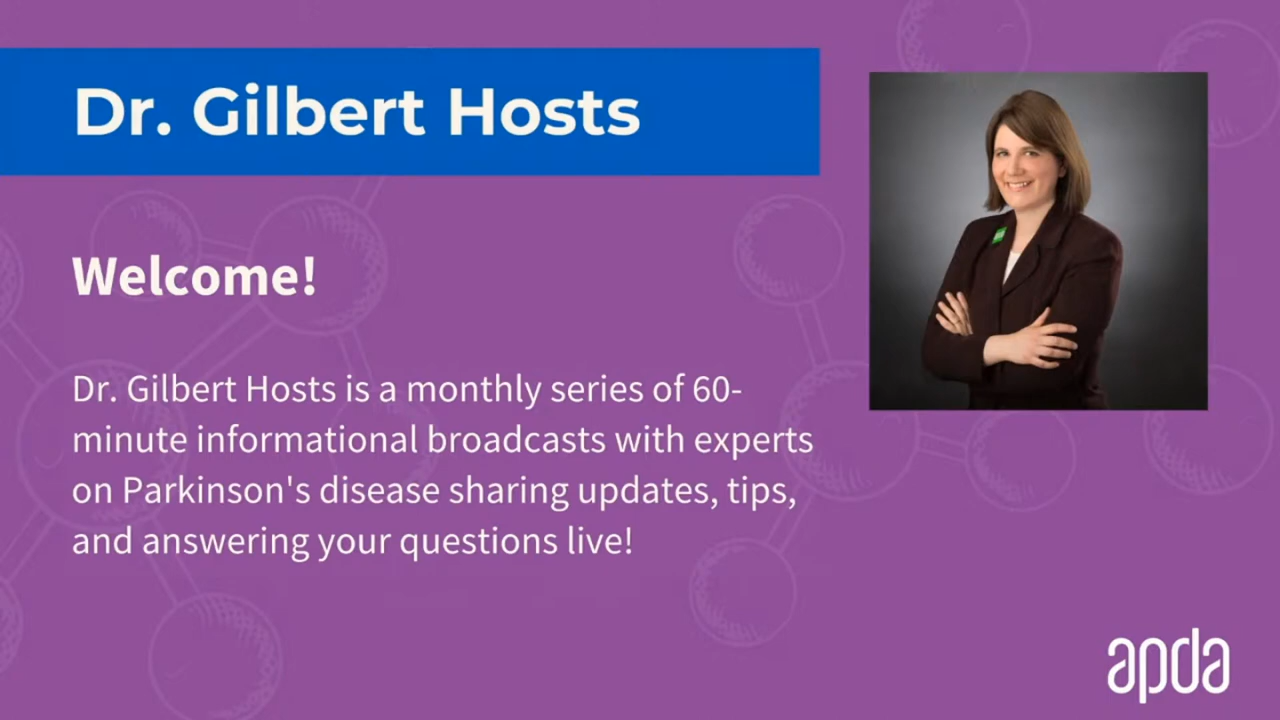 Dr. Gilbert Hosts
Welcome!
Dr. Gilbert Hosts is a monthly series of 60-
minute informational broadcasts with experts
on Parkinson's disease sharing updates, tips,
and answering your questions live!
apda